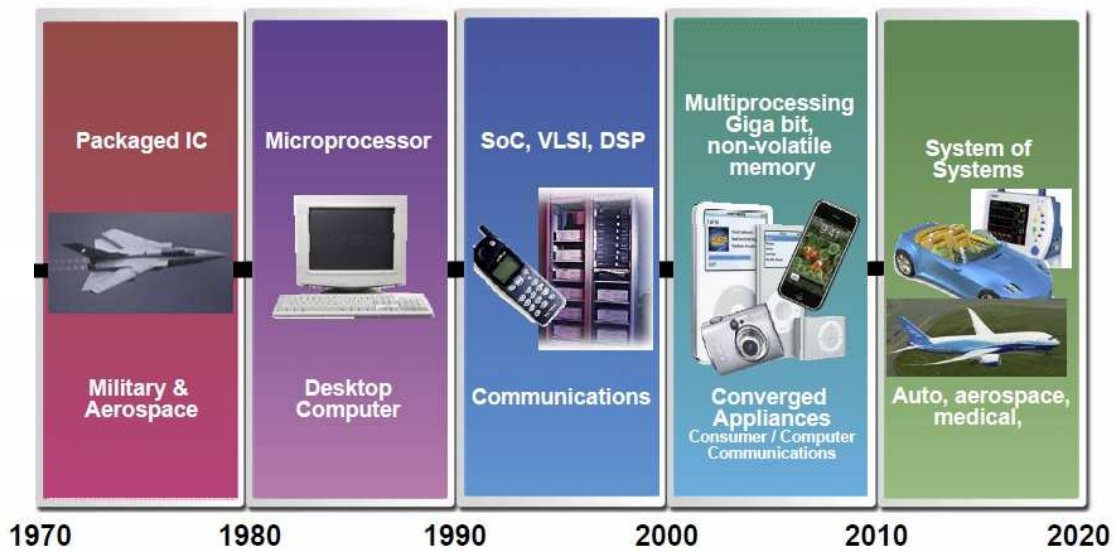 Packaged IC
Military &
Aerospace
Microprocessor
Desktop
Computer
SoC, VLSI, DSP
Communications
Multiprocessing
Giga bit,
non-volatile
memory
Converged
Appliances
Consumer / Computer
Communications
System of
Systems
Auto, aerospace,
medical,
1970
1980
1990
2000
2010
2020